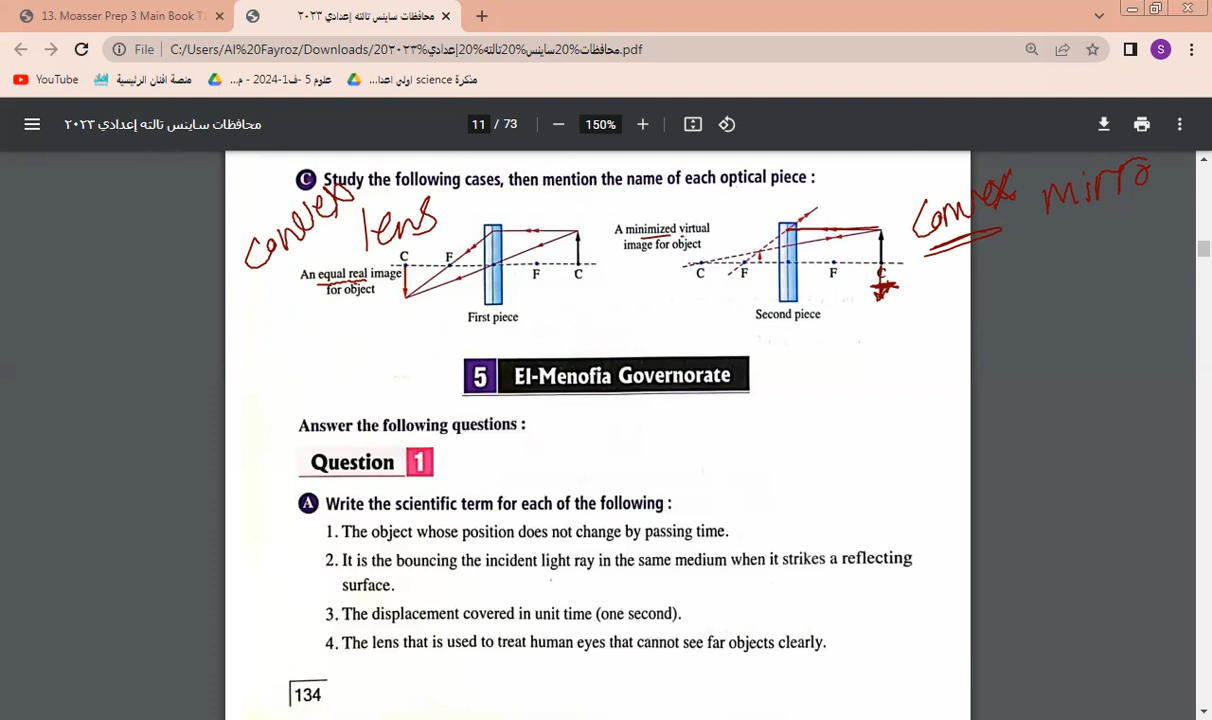 13. Moasser Prep 3 Main Book T1
محافظات ساينس تالته إعدادي ٢٠٢٣
File
C:/Users/Al%20Fayroz/Downloads/20٢٠٢٣%محافظات%20ساينس%20تالته%20إعدادي.pdf
S
YouTube
منصة افنان الرئيسية
علوم 5 -ف1-2024 - م...
مذكرة science اولي اعدا...
محافظات ساينس تالته إعدادي ٢٠٢٣
11 / 73
150%
C Study the following cases, then mention the name of each optical piece :
convex lens
convex mirro
An equal real image
for object
C F F C
First piece
A minimized virtual
image for object
C F F C
Second piece
5 El-Menofia Governorate
Answer the following questions :
Question 1
A Write the scientific term for each of the following :
1. The object whose position does not change by passing time.
2. It is the bouncing the incident light ray in the same medium when it strikes a reflecting
surface.
3. The displacement covered in unit time (one second).
4. The lens that is used to treat human eyes that cannot see far objects clearly.
134